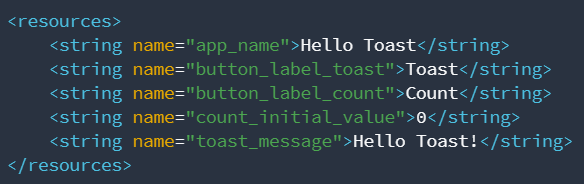 <resources>
    <string name="app_name">Hello Toast</string>
    <string name="button_label_toast">Toast</string>
    <string name="button_label_count">Count</string>
    <string name="count_initial_value">0</string>
    <string name="toast_message">Hello Toast!</string>
</resources>